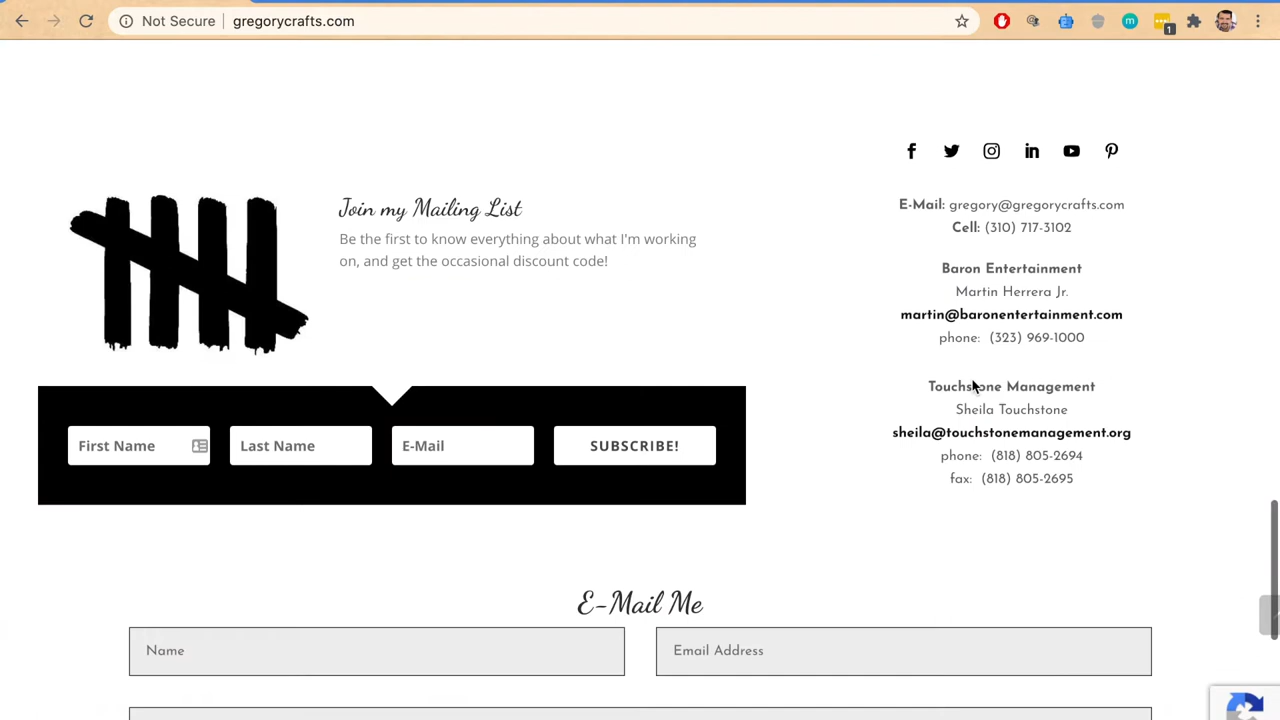 Not Secure gregorycrafts.com
m
1
Join my Mailing List
Be the first to know everything about what I'm working
on, and get the occasional discount code!
First Name
Last Name
E-Mail
SUBSCRIBE!
E-Mail: gregory@gregorycrafts.com
Cell: (310) 717-3102
Baron Entertainment
Martin Herrera Jr.
martin@baronentertainment.com
phone: (323) 969-1000
Touchstone Management
Sheila Touchstone
sheila@touchstonemanagement.org
phone: (818) 805-2694
fax: (818) 805-2695
E-Mail Me
Name
Email Address